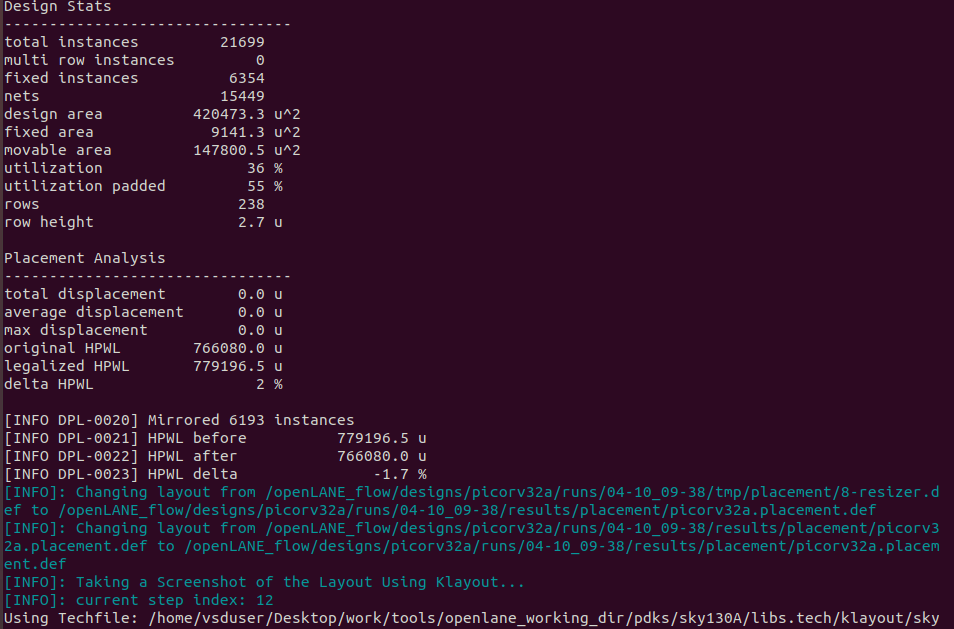 Design Stats
--------------------------------
total instances         21699
multi row instances         0
fixed instances          6354
nets                    15449
design area          420473.3 u^2
fixed area             9141.3 u^2
movable area         147800.5 u^2
utilization                36 %
utilization padded         55 %
rows                      238
row height                2.7 u

Placement Analysis
--------------------------------
total displacement        0.0 u
average displacement      0.0 u
max displacement          0.0 u
original HPWL        766080.0 u
legalized HPWL       779196.5 u
delta HPWL                  2 %

[INFO DPL-0020] Mirrored 6193 instances
[INFO DPL-0021] HPWL before          779196.5 u
[INFO DPL-0022] HPWL after           766080.0 u
[INFO DPL-0023] HPWL delta               -1.7 %
[INFO]: Changing layout from /openLANE_flow/designs/picorv32a/runs/04-10_09-38/tmp/placement/8-resizer.d
ef to /openLANE_flow/designs/picorv32a/runs/04-10_09-38/results/placement/picorv32a.placement.def
[INFO]: Changing layout from /openLANE_flow/designs/picorv32a/runs/04-10_09-38/results/placement/picorv3
2a.placement.def to /openLANE_flow/designs/picorv32a/runs/04-10_09-38/results/placement/picorv32a.placem
ent.def
[INFO]: Taking a Screenshot of the Layout Using Klayout...
[INFO]: current step index: 12
Using Techfile: /home/vsduser/Desktop/work/tools/openlane_working_dir/pdks/sky130A/libs.tech/klayout/sky